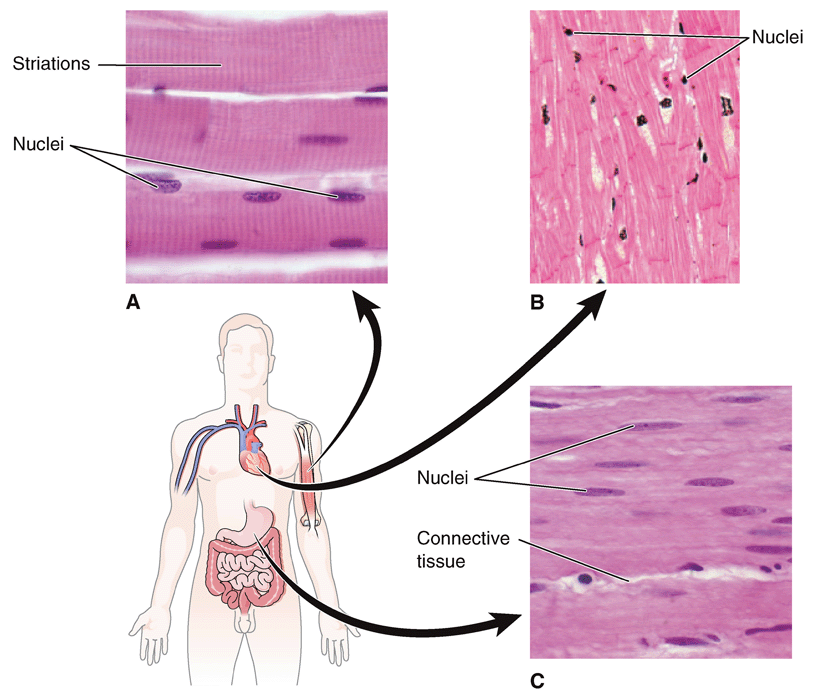 Striations
Nuclei
A
Nuclei
B
Nuclei
Connective
tissue
C